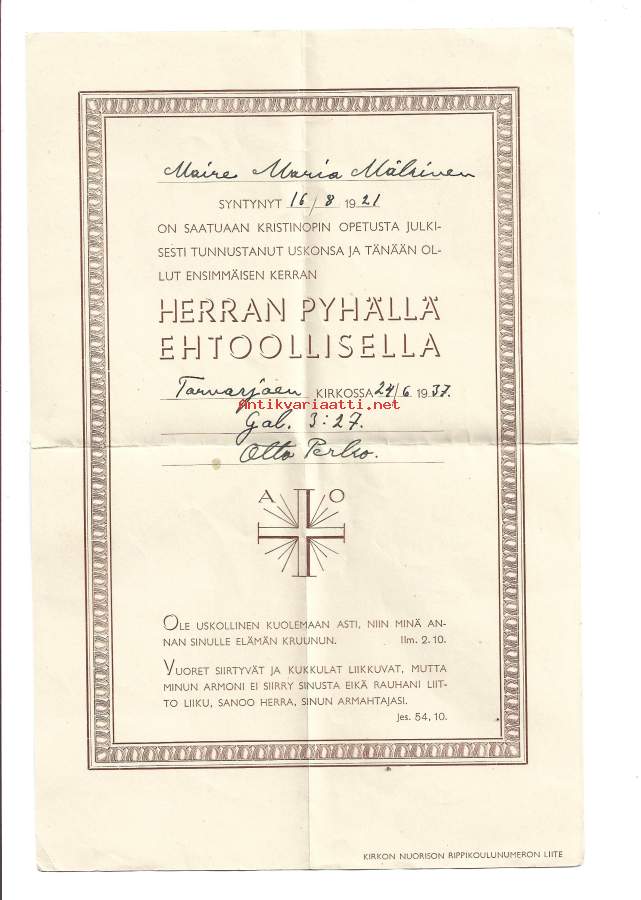 Maire Maria Mäkinen
SYNTYNYT 16/8 1921
ON SAATUAAN KRISTINOPIN OPETUSTA JULKI-
SESTI TUNNUSTANUT USKONSA JA TÄNÄÄN OL-
LUT ENSIMMÄISEN KERRAN
HERRAN PYHÄLLÄ
EHTOOLLISELLA
Tarvasjoen KIRKOSSA 24/6 1937.
Antikvariaatti.net
Gal. 3:27.
Otto Perho.
A O
OLE USKOLLINEN KUOLEMAAN ASTI, NIIN MINÄ AN-
NAN SINULLE ELÄMÄN KRUUNUN. Ilm. 2.10.
VUORET SIIRTYVÄT JA KUKKULAT LIIKKUVAT, MUTTA
MINUN ARMONI EI SIIRRY SINUSTA EIKÄ RAUHANI LIIT-
TO LIIKU, SANOO HERRA, SINUN ARMAHTAJASI.
Jes. 54, 10.
KIRKON NUORISON RIPPIKOULUNUMERON LIITE